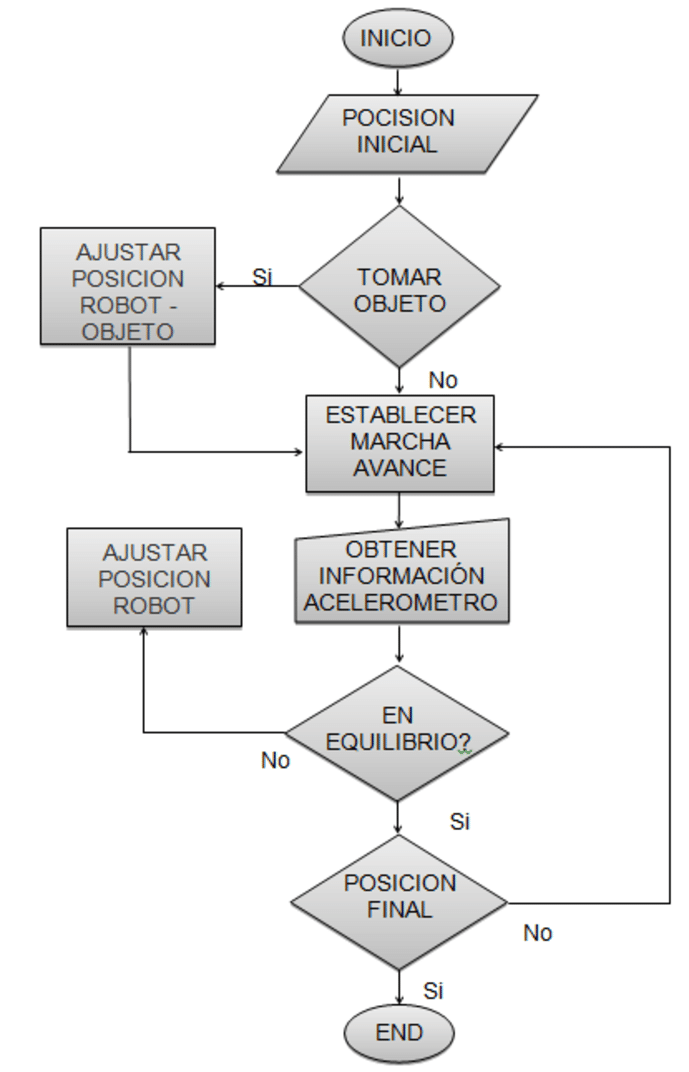 INICIO
POCISION
INICIAL
TOMAR
OBJETO
Si
AJUSTAR
POSICION
ROBOT -
OBJETO
No
ESTABLECER
MARCHA
AVANCE
OBTENER
INFORMACIÓN
ACELEROMETRO
AJUSTAR
POSICION
ROBOT
EN
EQUILIBRIO?
No
Si
POSICION
FINAL
No
Si
END